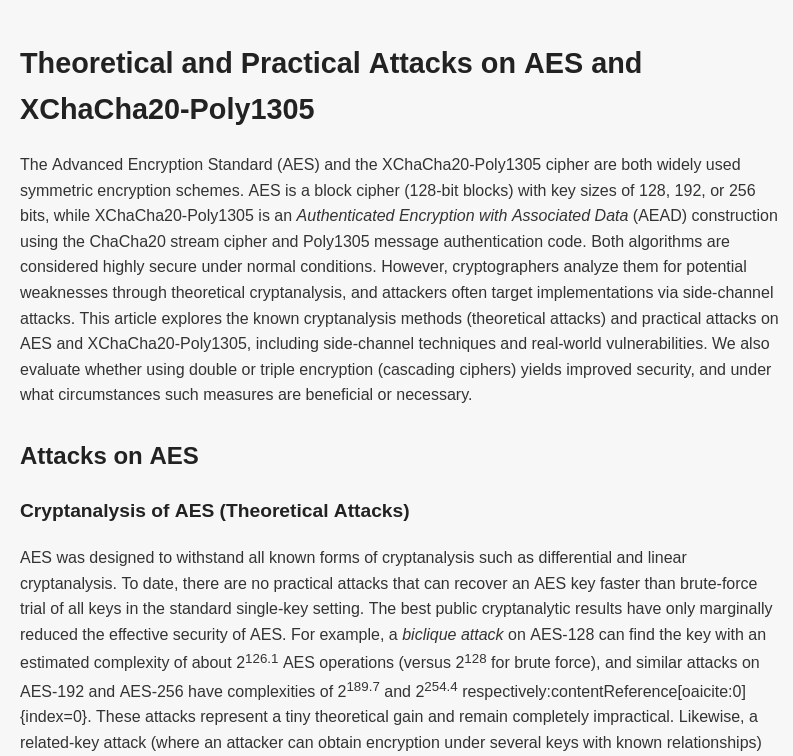 Theoretical and Practical Attacks on AES and
XChaCha20-Poly1305
The Advanced Encryption Standard (AES) and the XChaCha20-Poly1305 cipher are both widely used
symmetric encryption schemes. AES is a block cipher (128-bit blocks) with key sizes of 128, 192, or 256
bits, while XChaCha20-Poly1305 is an Authenticated Encryption with Associated Data (AEAD) construction
using the ChaCha20 stream cipher and Poly1305 message authentication code. Both algorithms are
considered highly secure under normal conditions. However, cryptographers analyze them for potential
weaknesses through theoretical cryptanalysis, and attackers often target implementations via side-channel
attacks. This article explores the known cryptanalysis methods (theoretical attacks) and practical attacks on
AES and XChaCha20-Poly1305, including side-channel techniques and real-world vulnerabilities. We also
evaluate whether using double or triple encryption (cascading ciphers) yields improved security, and under
what circumstances such measures are beneficial or necessary.
Attacks on AES
Cryptanalysis of AES (Theoretical Attacks)
AES was designed to withstand all known forms of cryptanalysis such as differential and linear
cryptanalysis. To date, there are no practical attacks that can recover an AES key faster than brute-force
trial of all keys in the standard single-key setting. The best public cryptanalytic results have only marginally
reduced the effective security of AES. For example, a biclique attack on AES-128 can find the key with an
estimated complexity of about 2^126.1 AES operations (versus 2^128 for brute force), and similar attacks on
AES-192 and AES-256 have complexities of 2^189.7 and 2^254.4 respectively:contentReference[oaicite:0]
{index=0}. These attacks represent a tiny theoretical gain and remain completely impractical. Likewise, a
related-key attack (where an attacker can obtain encryption under several keys with known relationships)